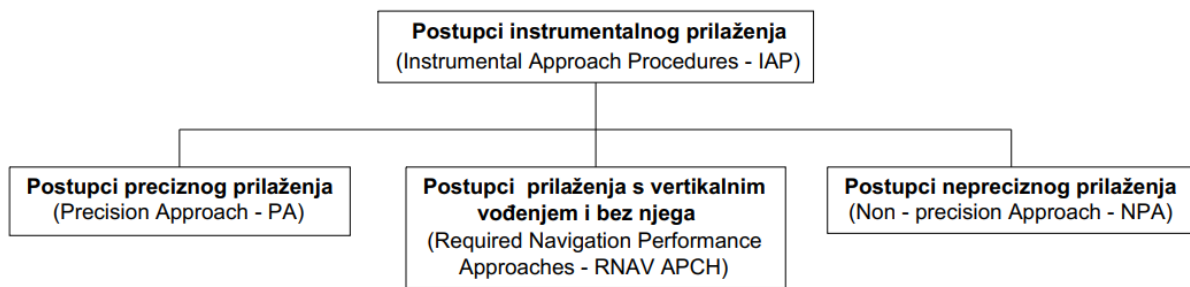 Postupci instrumentalnog prilaženja
(Instrumental Approach Procedures - IAP)
Postupci preciznog prilaženja
(Precision Approach - PA)
Postupci prilaženja s vertikalnim
vođenjem i bez njega
(Required Navigation Performance
Approaches - RNAV APCH)
Postupci nepreciznog prilaženja
(Non - precision Approach - NPA)